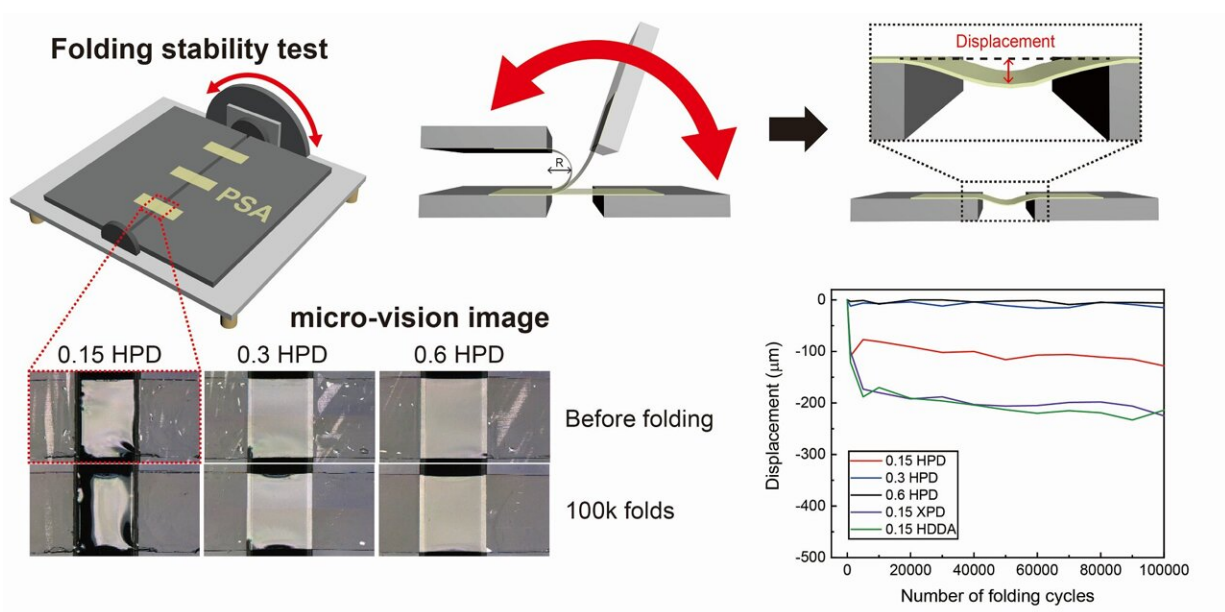 Folding stability test
PSA
R
Displacement
micro-vision image
0.15 HPD
0.3 HPD
0.6 HPD
Before folding
100k folds
Displacement (μm)
0
-100
-200
-300
-400
-500
0.15 HPD
0.3 HPD
0.6 HPD
0.15 XPD
0.15 HDDA
0
20000
40000
60000
80000
100000
Number of folding cycles